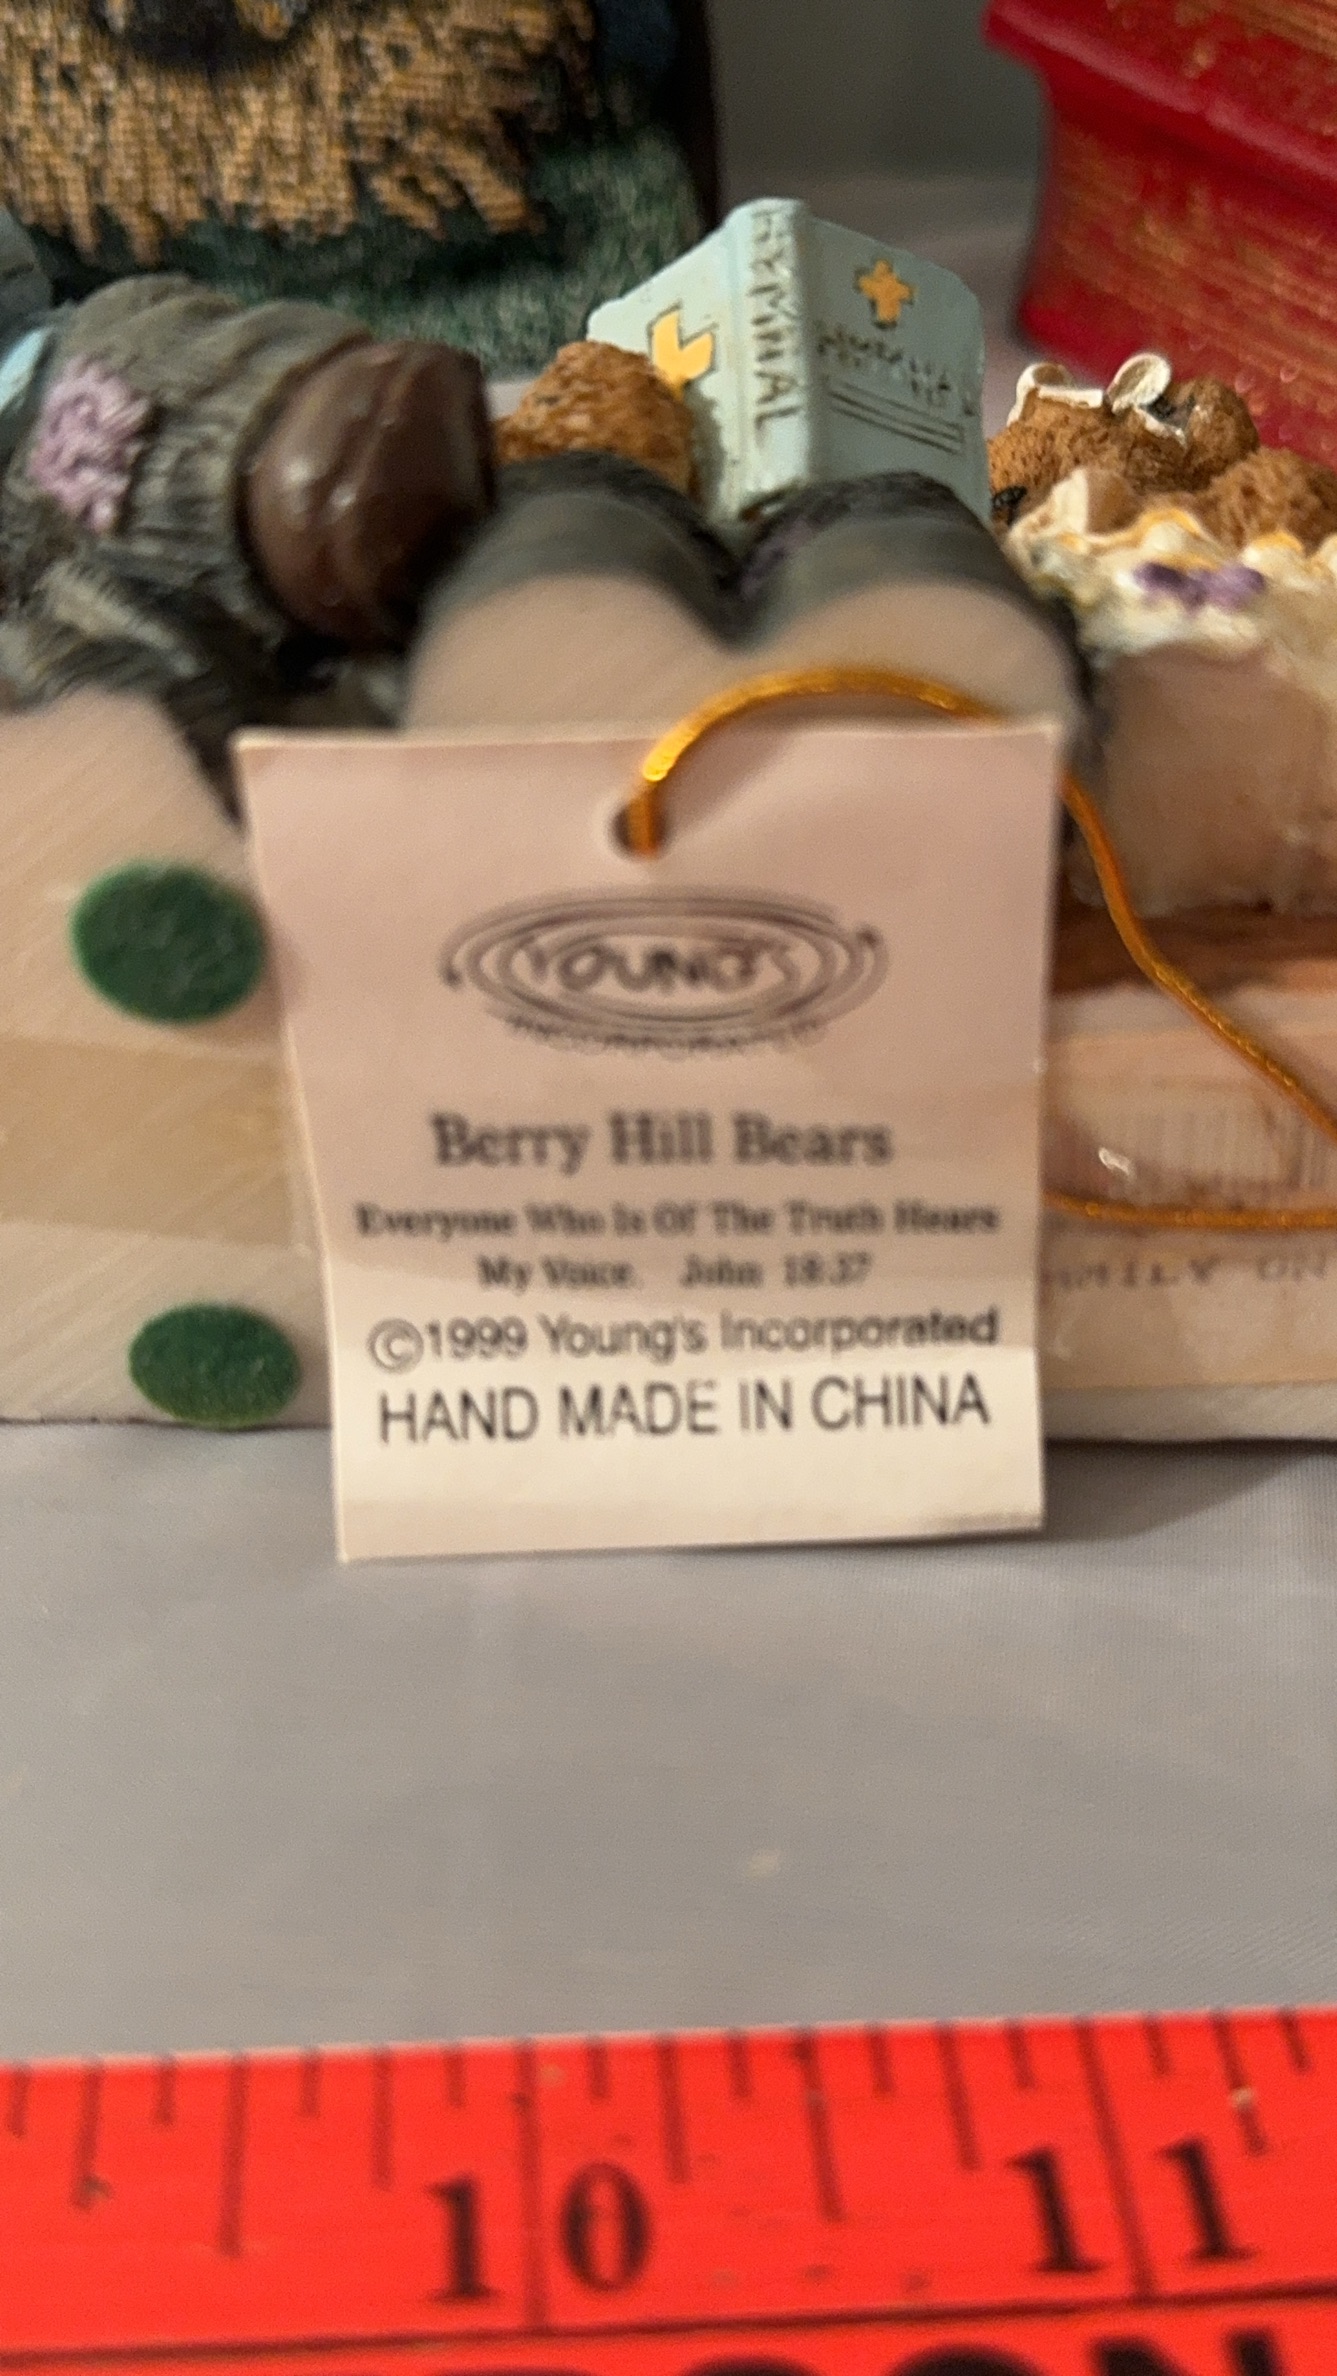 HYMNAL
YOUNG'S
INCORPORATED
Berry Hill Bears
Everyone Who Is Of The Truth Hears
My Voice. John 18:37
©1999 Young's Incorporated
HAND MADE IN CHINA
10 11